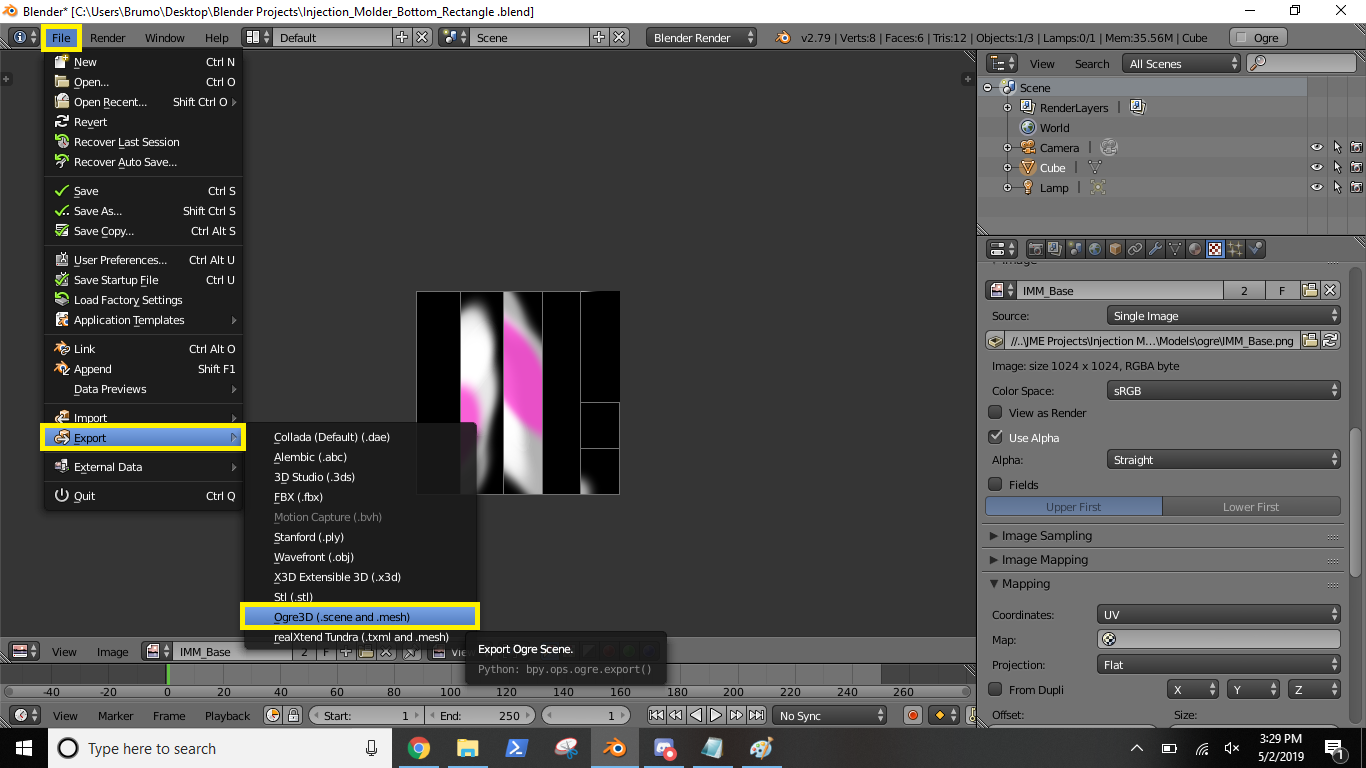 Blender* [C:\Users\Brumo\Desktop\Blender Projects\Injection_Molder_Bottom_Rectangle .blend]
File Render Window Help Default Scene Blender Render v2.79 | Verts:8 | Faces:6 | Tris:12 | Objects:1/3 | Lamps:0/1 | Mem:35.56M | Cube Ogre
New Ctrl N
Open... Ctrl O
Open Recent... Shift Ctrl O
Revert
Recover Last Session
Recover Auto Save...
Save Ctrl S
Save As... Shift Ctrl S
Save Copy... Ctrl Alt S
User Preferences... Ctrl Alt U
Save Startup File Ctrl U
Load Factory Settings
Application Templates
Link Ctrl Alt O
Append Shift F1
Data Previews
Import
Export
External Data
Quit Ctrl Q
Collada (Default) (.dae)
Alembic (.abc)
3D Studio (.3ds)
FBX (.fbx)
Motion Capture (.bvh)
Stanford (.ply)
Wavefront (.obj)
X3D Extensible 3D (.x3d)
Stl (.stl)
Ogre3D (.scene and .mesh)
realXtend Tundra (.txml and .mesh)
Export Ogre Scene.
Python: bpy.ops.ogre.export()
View Search All Scenes
Scene
RenderLayers |
World
Camera |
Cube |
Lamp |
IMM_Base 2 F
Source: Single Image
//..\JME Projects\Injection M...\Models\ogre\IMM_Base.png
Image: size 1024 x 1024, RGBA byte
Color Space: sRGB
View as Render
Use Alpha
Alpha: Straight
Fields
Upper First Lower First
Image Sampling
Image Mapping
Mapping
Coordinates: UV
Map:
Projection: Flat
From Dupli X Y Z
Offset: Size:
View Image IMM_Base 2 F
-40 -20 0 20 40 60 80 100 120 140 160 180 200 220 240 260
View Marker Frame Playback Start: 1 End: 250 1 No Sync
Type here to search
3:29 PM
5/2/2019
1